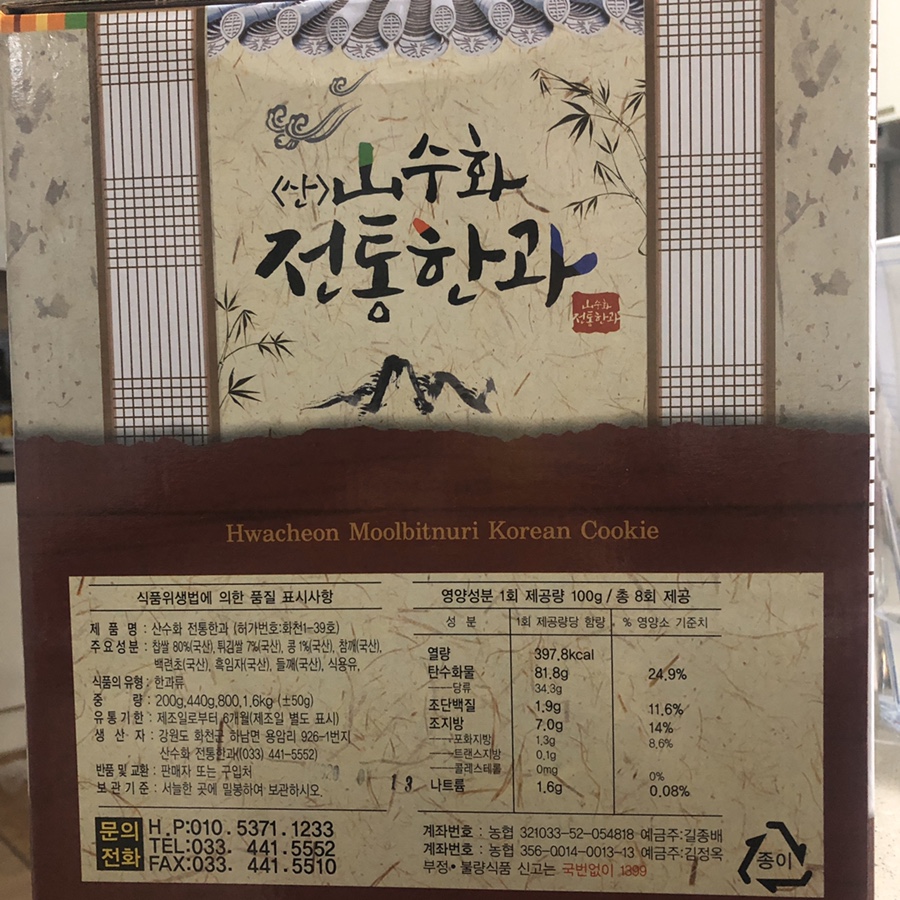 <산>山수화
전통한과
山수화
전통한과
Hwacheon Moolbitnuri Korean Cookie
식품위생법에 의한 품질 표시사항
제 품 명 : 산수화 전통한과 (허가번호:화천1-39호)
주요성분 : 찹쌀 80%(국산), 튀김쌀 7%(국산), 콩 1%(국산), 참깨(국산),
백련초(국산), 흑임자(국산), 들깨(국산), 식용유,
식품의 유형 : 한과류
중 량 : 200g,440g,800,1.6kg (±50g)
유통기한 : 제조일로부터 6개월(제조일 별도 표시)
생 산 자 : 강원도 화천군 하남면 용암리 926-1번지
산수화 전통한과(033) 441-5552)
반품 및 교환 : 판매자 또는 구입처
보관기준 : 서늘한 곳에 밀봉하여 보관하시오.
13
문의
전화
H.P:010. 5371.1233
TEL:033. 441.5552
FAX:033. 441.5510
영양성분 1회 제공량 100g / 총 8회 제공
성 분 1회 제공량당 함량 % 영양소 기준치
열량 397.8kcal
탄수화물 81.8g 24.9%
당류 34.3g
조단백질 1.9g 11.6%
조지방 7.0g 14%
포화지방 1.3g 8.6%
트랜스지방 0.1g
콜레스테롤 0mg 0%
나트륨 1.6g 0.08%
계좌번호 : 농협 321033-52-054818 예금주:길종배
계좌번호 : 농협 356-0014-0013-13 예금주:김정옥
부정• 불량식품 신고는 국번없이 1399
종이